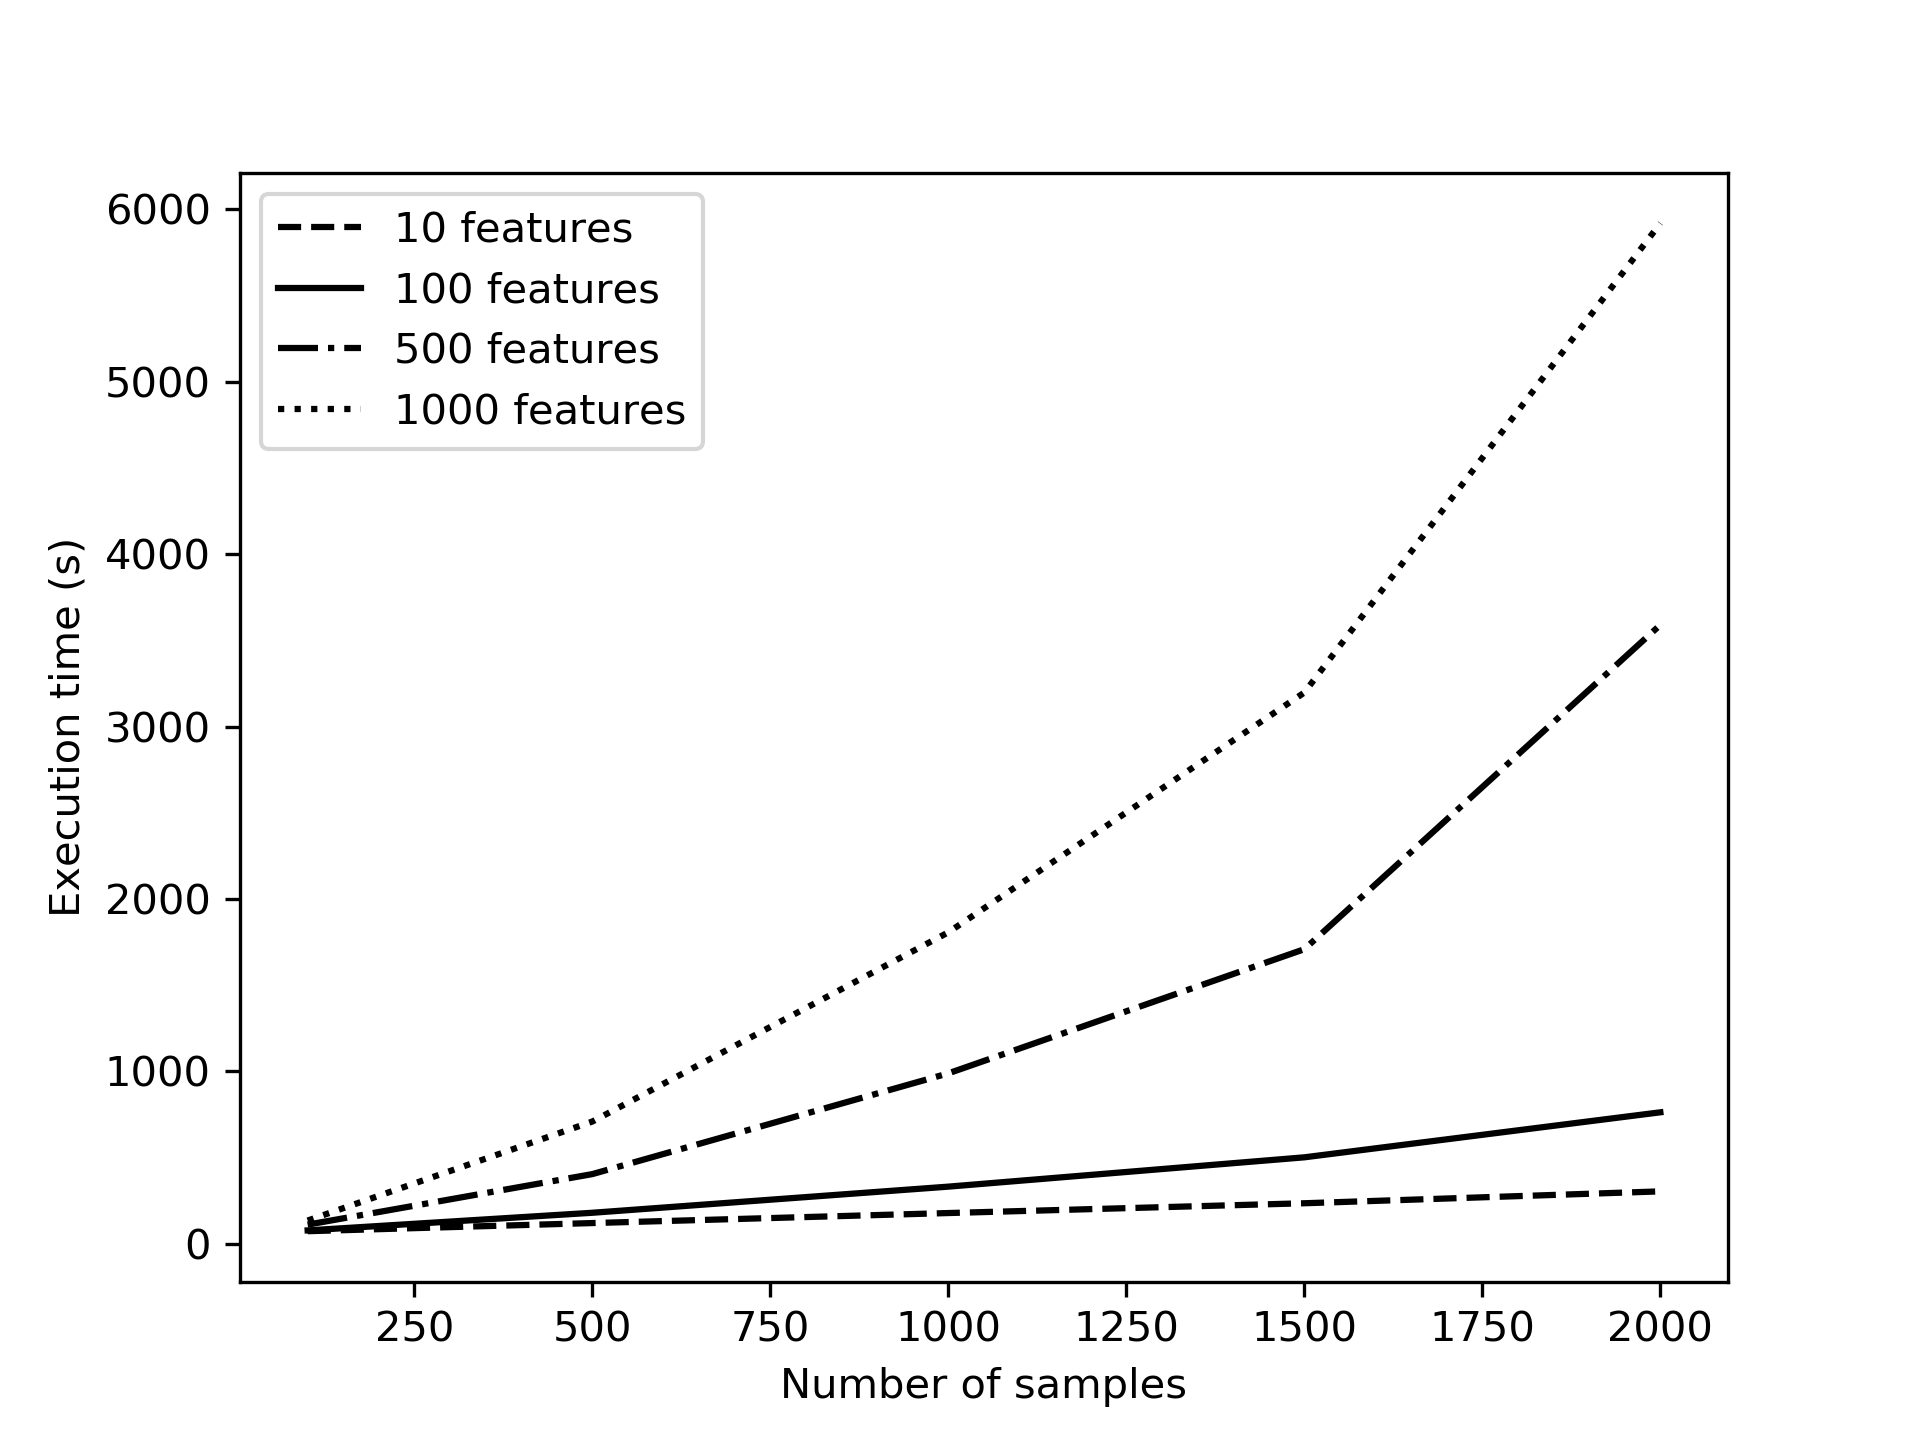 10 features
100 features
500 features
1000 features
6000
5000
4000
3000
2000
1000
0
Execution time (s)
250 500 750 1000 1250 1500 1750 2000
Number of samples